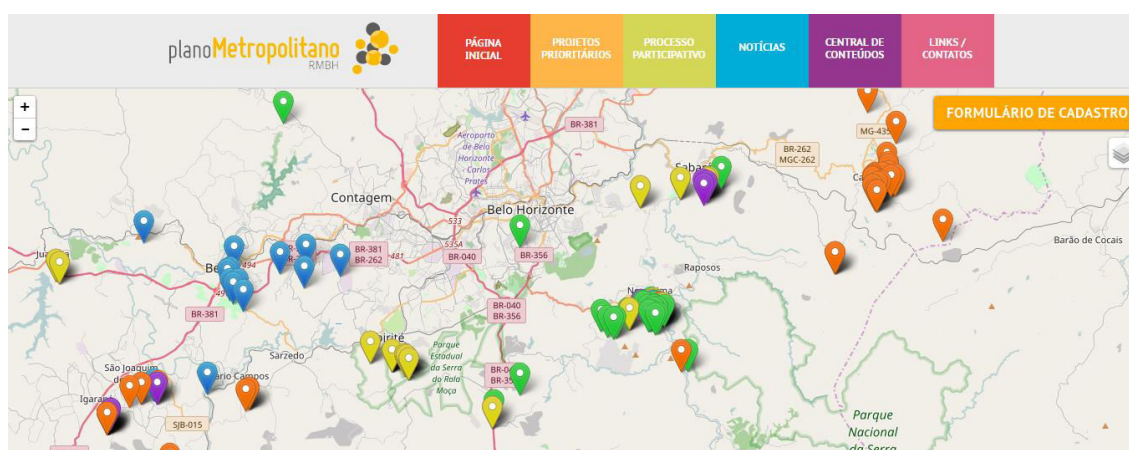 planoMetropolitano
RMBH
PÁGINA
INICIAL
PROJETOS
PRIORITÁRIOS
PROCESSO
PARTICIPATIVO
NOTÍCIAS
CENTRAL DE
CONTEÚDOS
LINKS /
CONTATOS
+
-
FORMULÁRIO DE CADASTRO
BR-381
MG-435
Aeroporto
de Belo
Horizonte
- Carlos
Prates
BR-262
MGC-262
Contagem
Belo Horizonte
533
535A
BR-381
BR-262
481
BR-040
BR-356
494
Barão de Cocais
Raposos
BR-381
BR-040
BR-356
Sarzedo
Parque
Estadual
da Serra
do Rola
Moça
São Joaquim
SJB-015
Parque
Nacional
da Serra